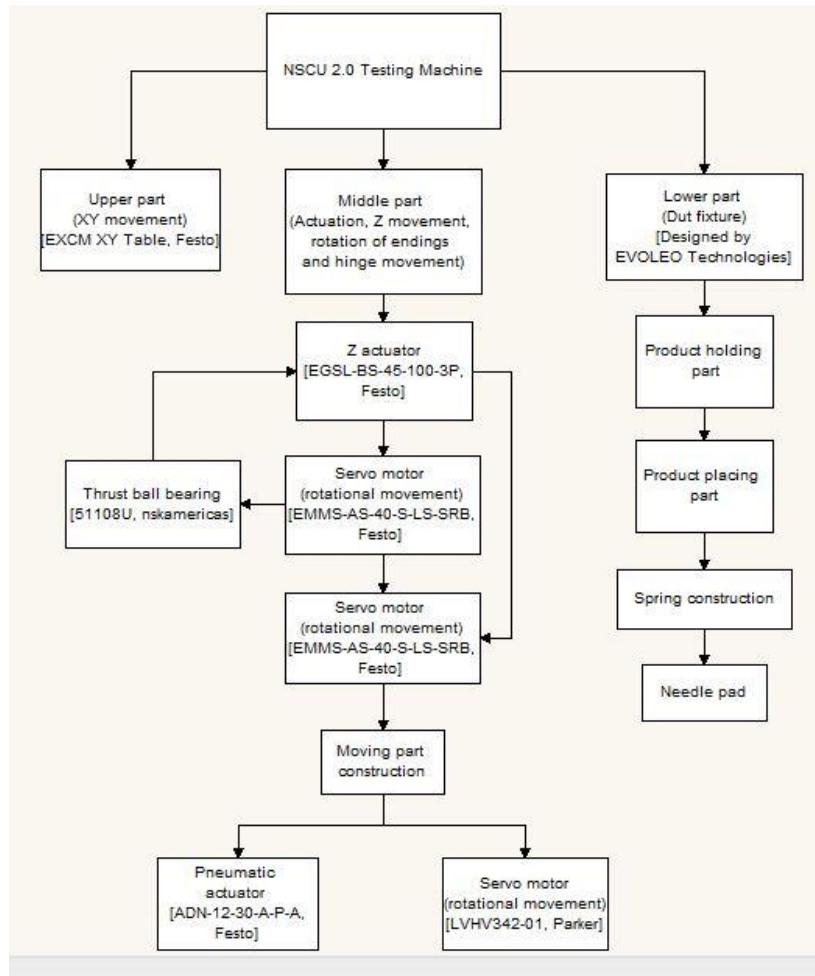 NSCU 2.0 Testing Machine
Upper part
(XY movement)
[EXCM XY Table, Festo]
Middle part
(Actuation, Z movement,
rotation of endings
and hinge movement)
Lower part
(Dut fixture)
[Designed by
EVOLEO Technologies]
Z actuator
[EGSL-BS-45-100-3P,
Festo]
Product holding
part
Thrust ball bearing
[51108U, nskamericas]
Servo motor
(rotational movement)
[EMMS-AS-40-S-LS-SRB,
Festo]
Product placing
part
Servo motor
(rotational movement)
[EMMS-AS-40-S-LS-SRB,
Festo]
Spring construction
Needle pad
Moving part
construction
Pneumatic
actuator
[ADN-12-30-A-P-A,
Festo]
Servo motor
(rotational movement)
[LVHV342-01, Parker]